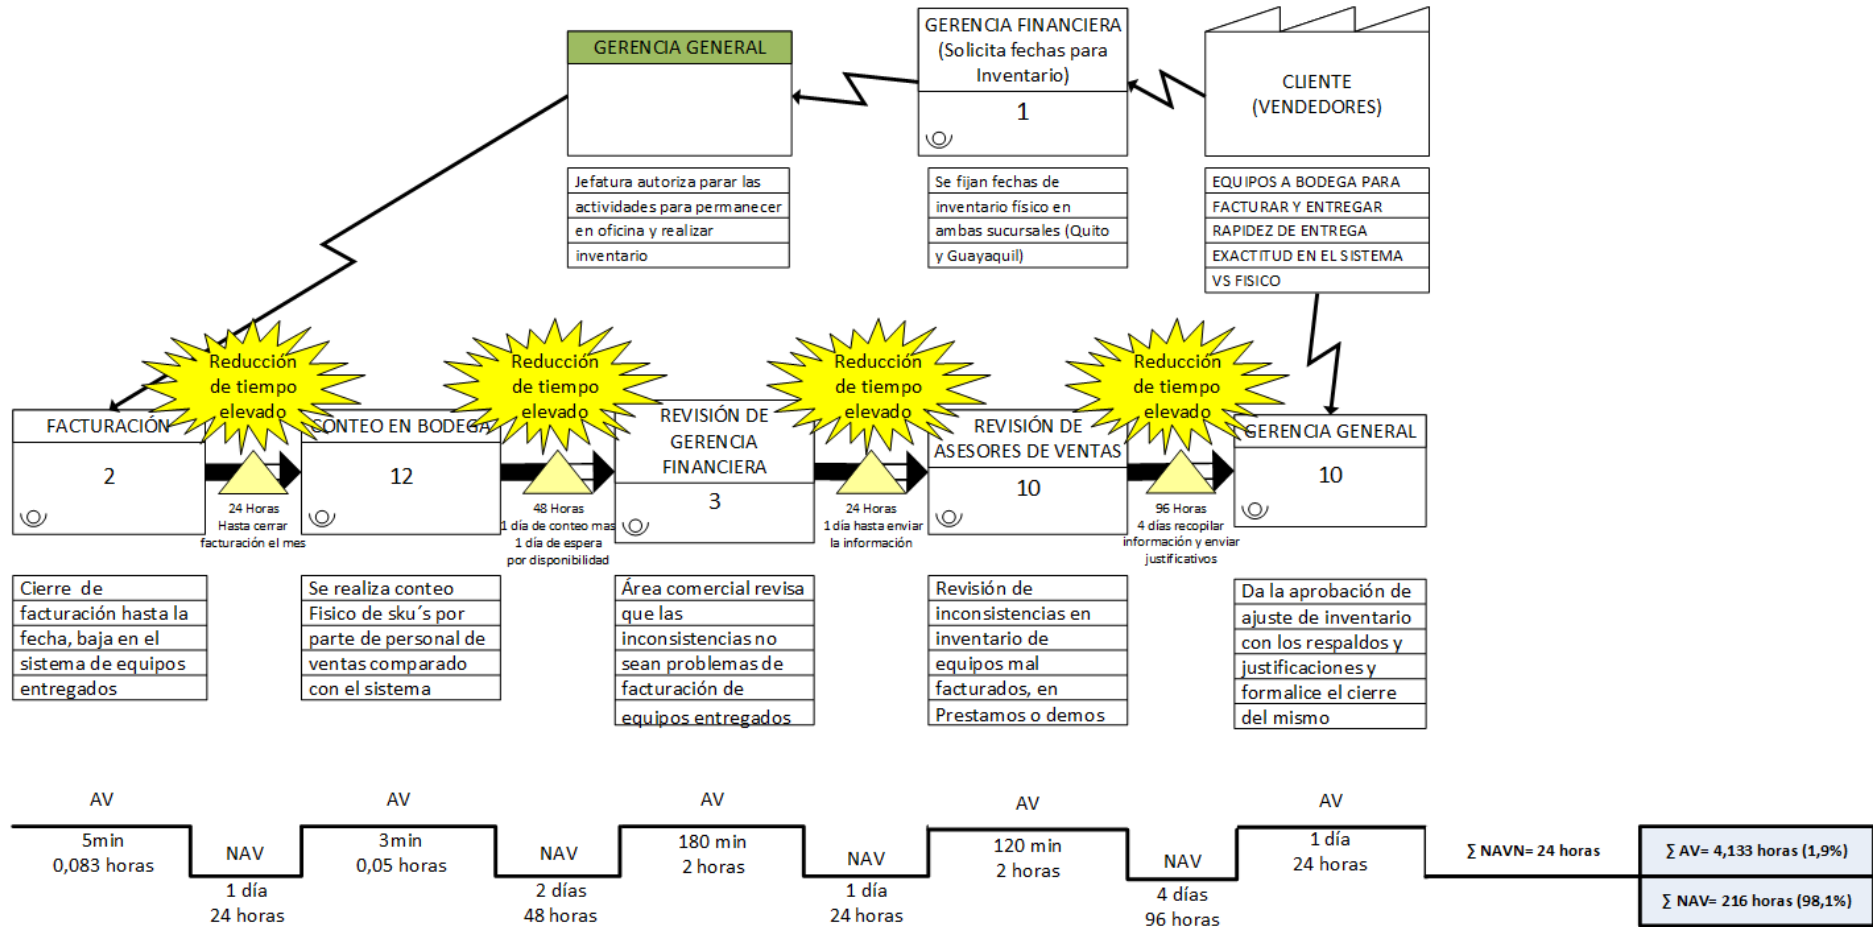 GERENCIA GENERAL
GERENCIA FINANCIERA
(Solicita fechas para
Inventario)
1
CLIENTE
(VENDEDORES)
Jefatura autoriza parar las
actividades para permanecer
en oficina y realizar
inventario
Se fijan fechas de
inventario físico en
ambas sucursales (Quito
y Guayaquil)
EQUIPOS A BODEGA PARA
FACTURAR Y ENTREGAR
RAPIDEZ DE ENTREGA
EXACTITUD EN EL SISTEMA
VS FISICO
Reducción
de tiempo
elevado
Reducción
de tiempo
elevado
Reducción
de tiempo
elevado
Reducción
de tiempo
elevado
FACTURACIÓN
2
24 Horas
Hasta cerrar
facturación el mes
CONTEO EN BODEGA
12
48 Horas
1 día de conteo mas
1 día de espera
por disponibilidad
REVISIÓN DE
GERENCIA
FINANCIERA
3
24 Horas
1 día hasta enviar
la información
REVISIÓN DE
ASESORES DE VENTAS
10
96 Horas
4 días recopilar
información y enviar
justificativos
GERENCIA GENERAL
10
Cierre de
facturación hasta la
fecha, baja en el
sistema de equipos
entregados
Se realiza conteo
Fisico de sku´s por
parte de personal de
ventas comparado
con el sistema
Área comercial revisa
que las
inconsistencias no
sean problemas de
facturación de
equipos entregados
Revisión de
inconsistencias en
inventario de
equipos mal
facturados, en
Prestamos o demos
Da la aprobación de
ajuste de inventario
con los respaldos y
justificaciones y
formalice el cierre
del mismo
AV
5min
0,083 horas
NAV
1 día
24 horas
AV
3min
0,05 horas
NAV
2 días
48 horas
AV
180 min
2 horas
NAV
1 día
24 horas
AV
120 min
2 horas
NAV
4 días
96 horas
AV
1 día
24 horas
∑ NAVN= 24 horas
∑ AV= 4,133 horas (1,9%)
∑ NAV= 216 horas (98,1%)